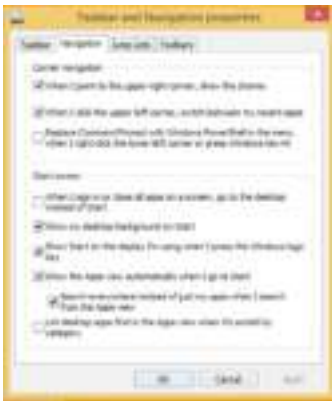 Taskbar and Navigation properties
Taskbar Navigation Jump Lists Toolbars
Corner navigation
When I point to the upper-right corner, show the charms
When I click the upper-left corner, switch between my recent apps
Replace Command Prompt with Windows PowerShell in the menu
when I right-click the lower-left corner or press Windows key+X
Start screen
When I sign in or close all apps on a screen, go to the desktop
instead of Start
Show my desktop background on Start
Show Start on the display I'm using when I press the Windows logo
key
Show the Apps view automatically when I go to Start
Search everywhere instead of just my apps when I search
from the Apps view
List desktop apps first in the Apps view when it's sorted by
category
OK Cancel Apply